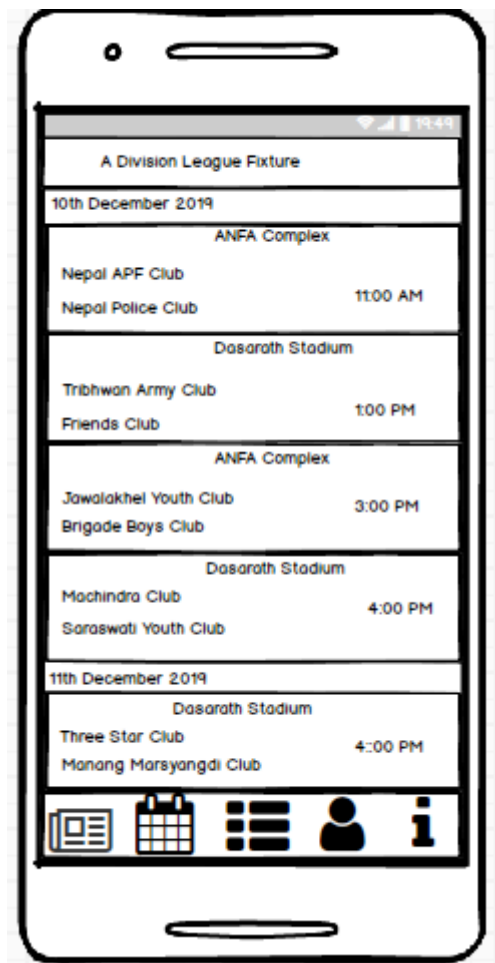 19:49
A Division League Fixture
10th December 2019
ANFA Complex
Nepal APF Club
Nepal Police Club
11:00 AM
Dasarath Stadium
Tribhwan Army Club
Friends Club
1:00 PM
ANFA Complex
Jawalakhel Youth Club
Brigade Boys Club
3:00 PM
Dasarath Stadium
Machindra Club
Saraswati Youth Club
4:00 PM
11th December 2019
Dasarath Stadium
Three Star Club
Manang Marsyangdi Club
4::00 PM